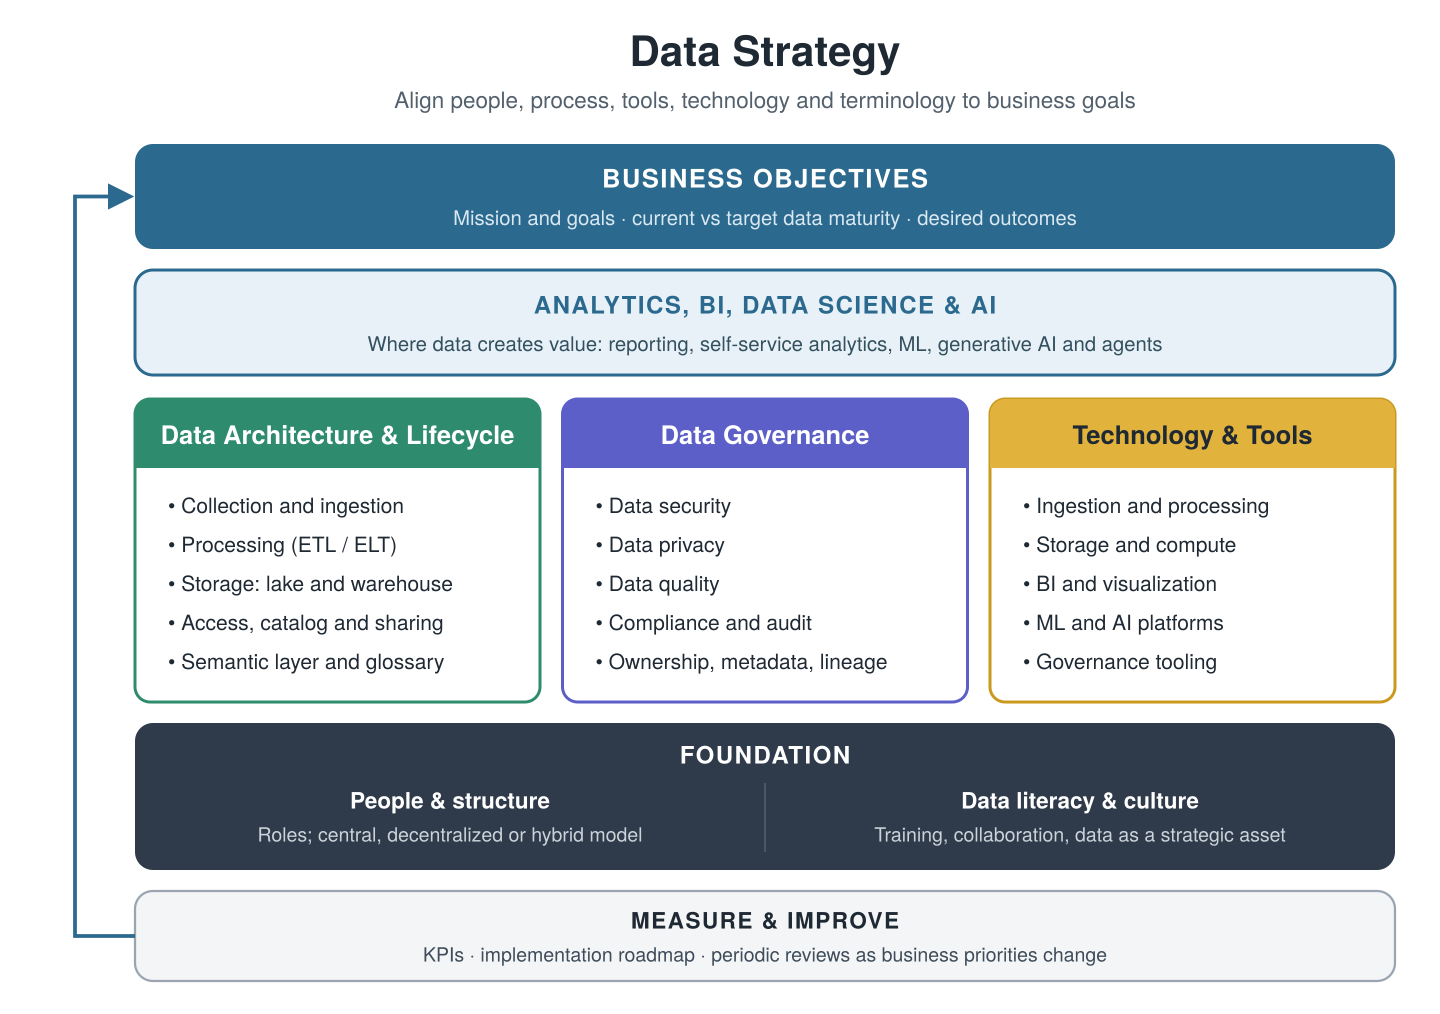 Data Strategy
Align people, process, tools, technology and terminology to business goals
BUSINESS OBJECTIVES
Mission and goals · current vs target data maturity · desired outcomes
ANALYTICS, BI, DATA SCIENCE & AI
Where data creates value: reporting, self-service analytics, ML, generative AI and agents
Data Architecture & Lifecycle
• Collection and ingestion
• Processing (ETL / ELT)
• Storage: lake and warehouse
• Access, catalog and sharing
• Semantic layer and glossary
Data Governance
• Data security
• Data privacy
• Data quality
• Compliance and audit
• Ownership, metadata, lineage
Technology & Tools
• Ingestion and processing
• Storage and compute
• BI and visualization
• ML and AI platforms
• Governance tooling
FOUNDATION
People & structure
Roles; central, decentralized or hybrid model
Data literacy & culture
Training, collaboration, data as a strategic asset
MEASURE & IMPROVE
KPIs · implementation roadmap · periodic reviews as business priorities change